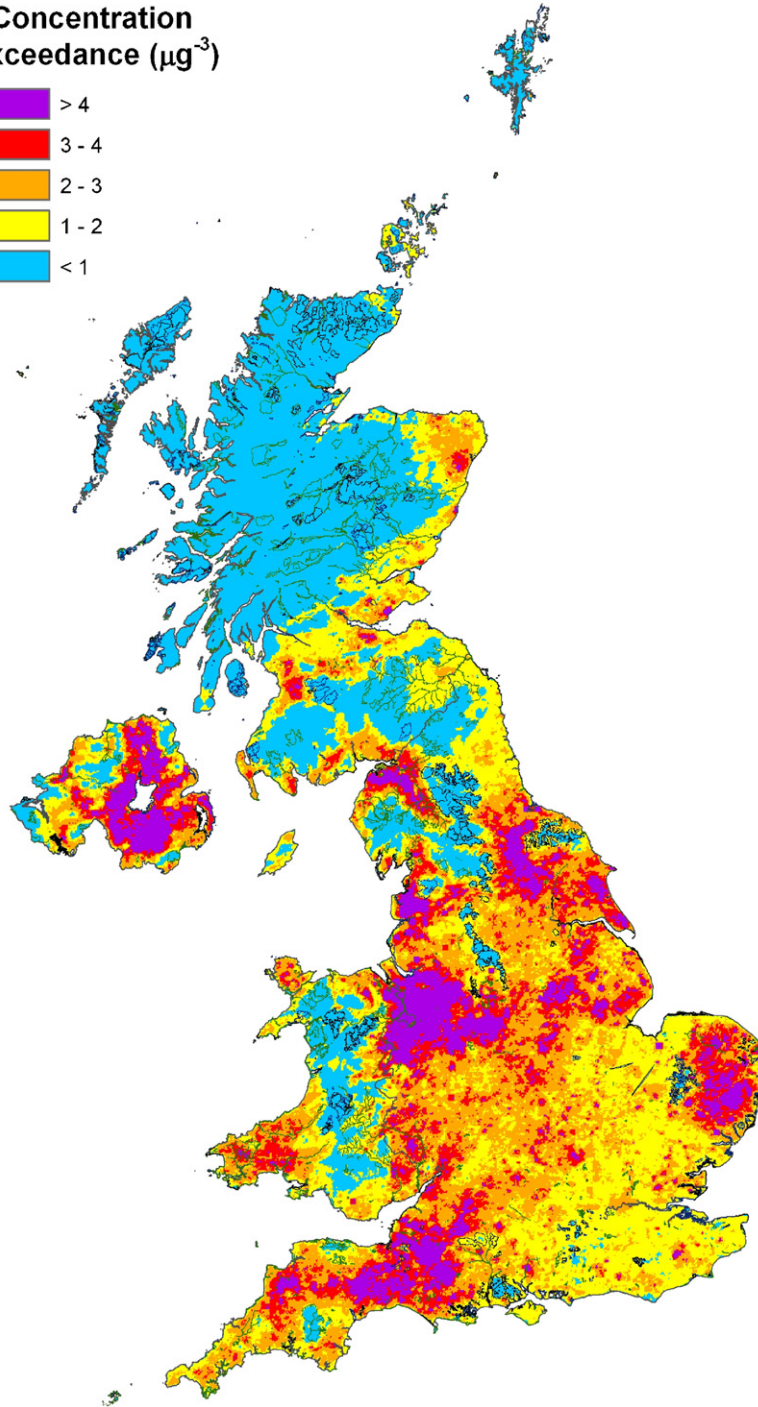 Concentration
xceedance (µg⁻³)
> 4
3 - 4
2 - 3
1 - 2
< 1